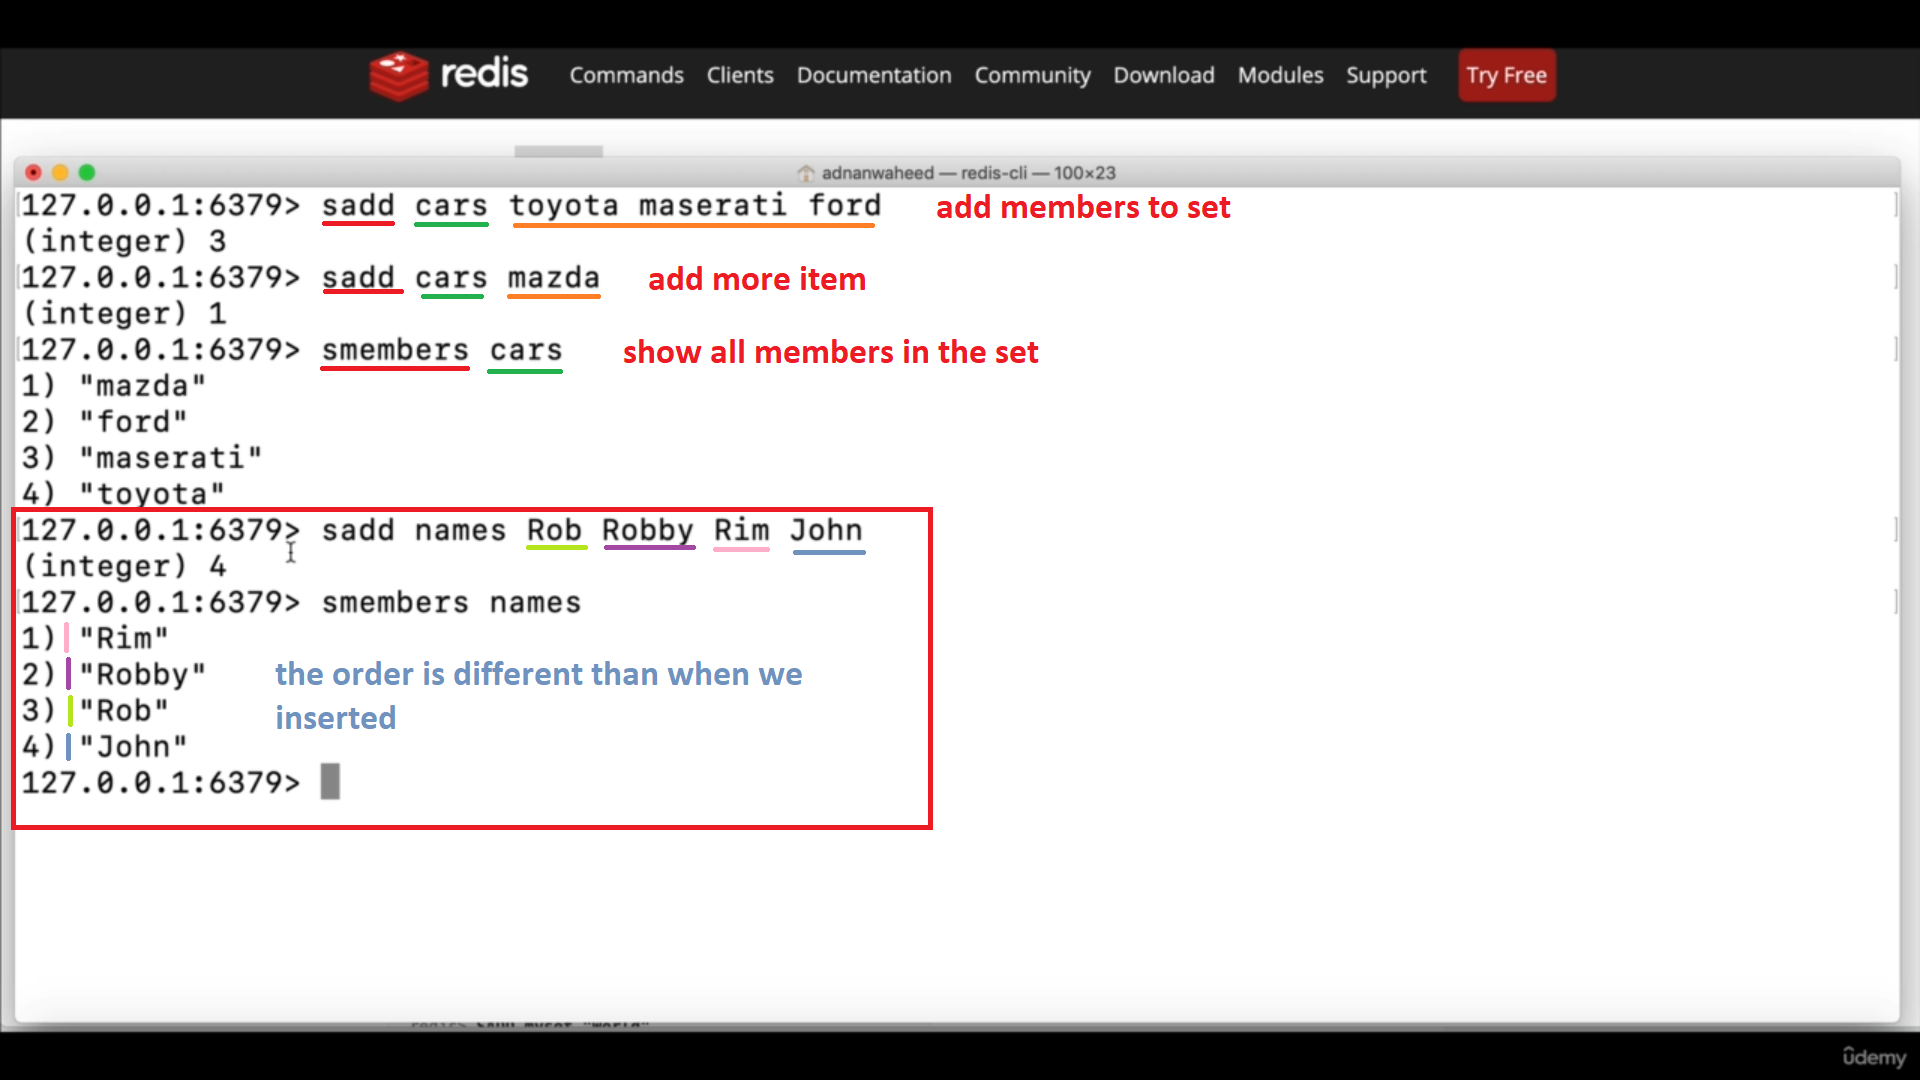 redis Commands Clients Documentation Community Download Modules Support Try Free
adnanwaheed — redis-cli — 100×23
127.0.0.1:6379> sadd cars toyota maserati ford add members to set
(integer) 3
127.0.0.1:6379> sadd cars mazda add more item
(integer) 1
127.0.0.1:6379> smembers cars show all members in the set
1) "mazda"
2) "ford"
3) "maserati"
4) "toyota"
127.0.0.1:6379> sadd names Rob Robby Rim John
(integer) 4
127.0.0.1:6379> smembers names
1) "Rim"
2) "Robby"
3) "Rob"
4) "John"
the order is different than when we
inserted
127.0.0.1:6379>
udemy